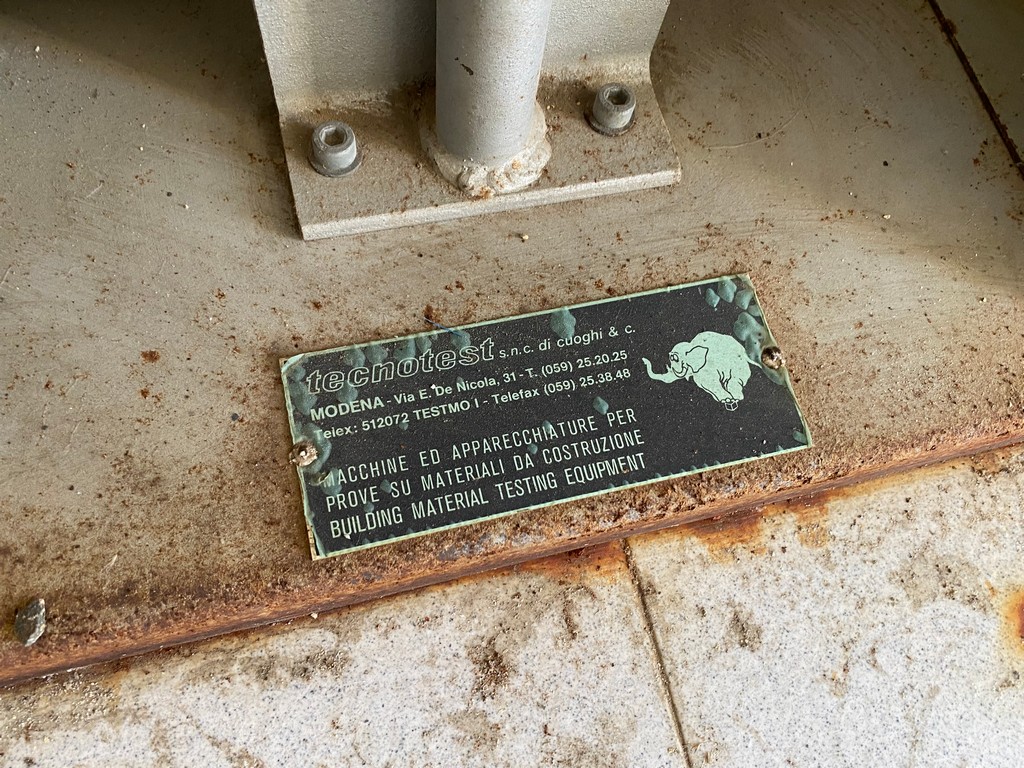 tecnotest s.n.c. di cuoghi & c.
MODENA - Via E. De Nicola, 31 - T. (059) 25.20.25
Telex: 512072 TESTMO I - Telefax (059) 25.38.48
MACCHINE ED APPARECCHIATURE PER
PROVE SU MATERIALI DA COSTRUZIONE
BUILDING MATERIAL TESTING EQUIPMENT